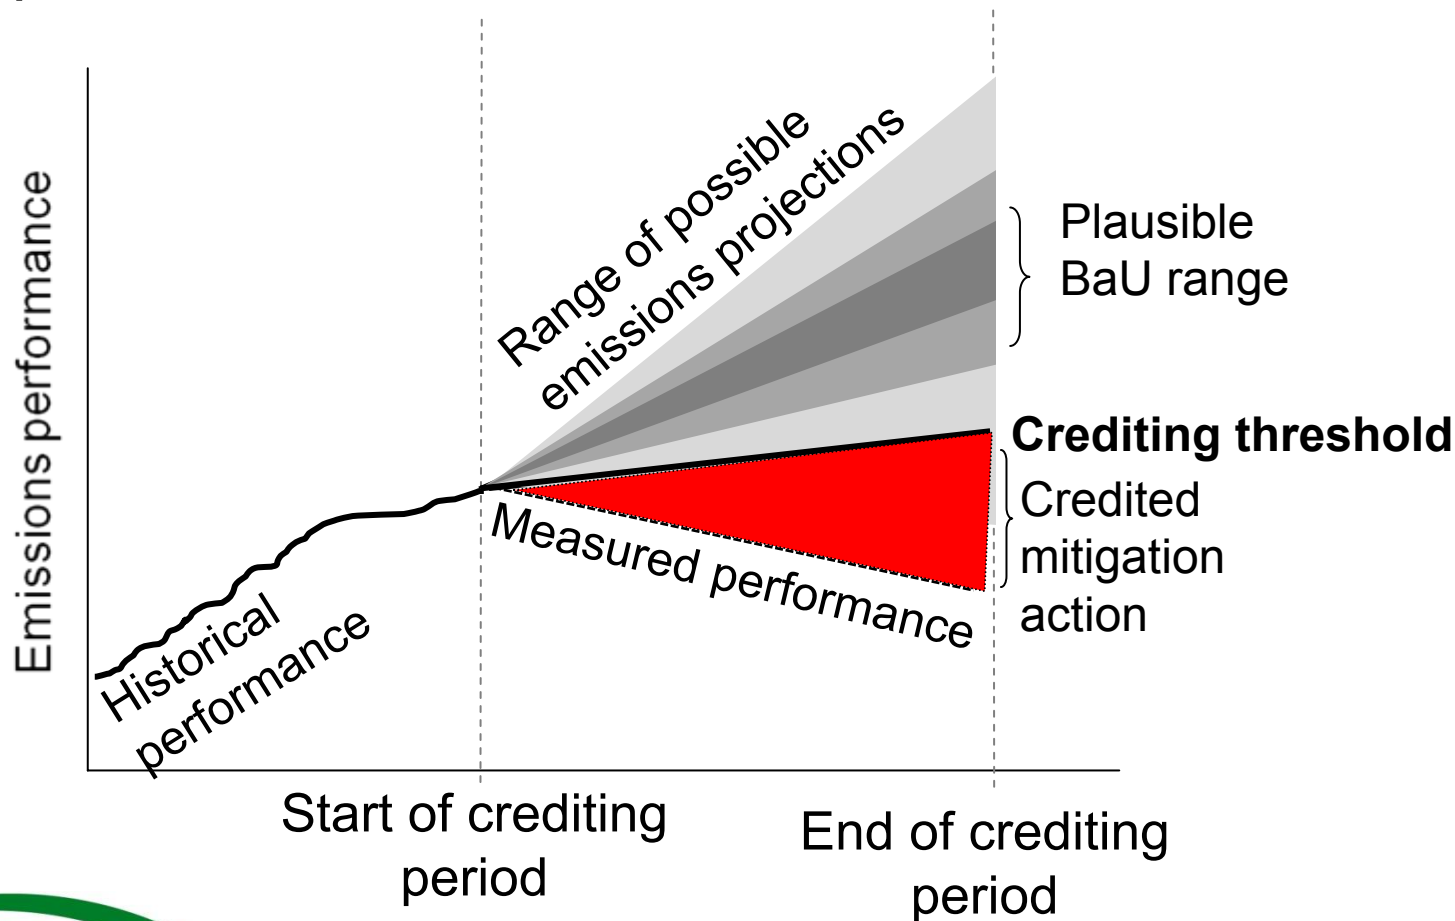 Emissions performance
Range of possible
emissions projections
Plausible
BaU range
Crediting threshold
Credited
mitigation
action
Measured performance
Historical
performance
Start of crediting
period
End of crediting
period